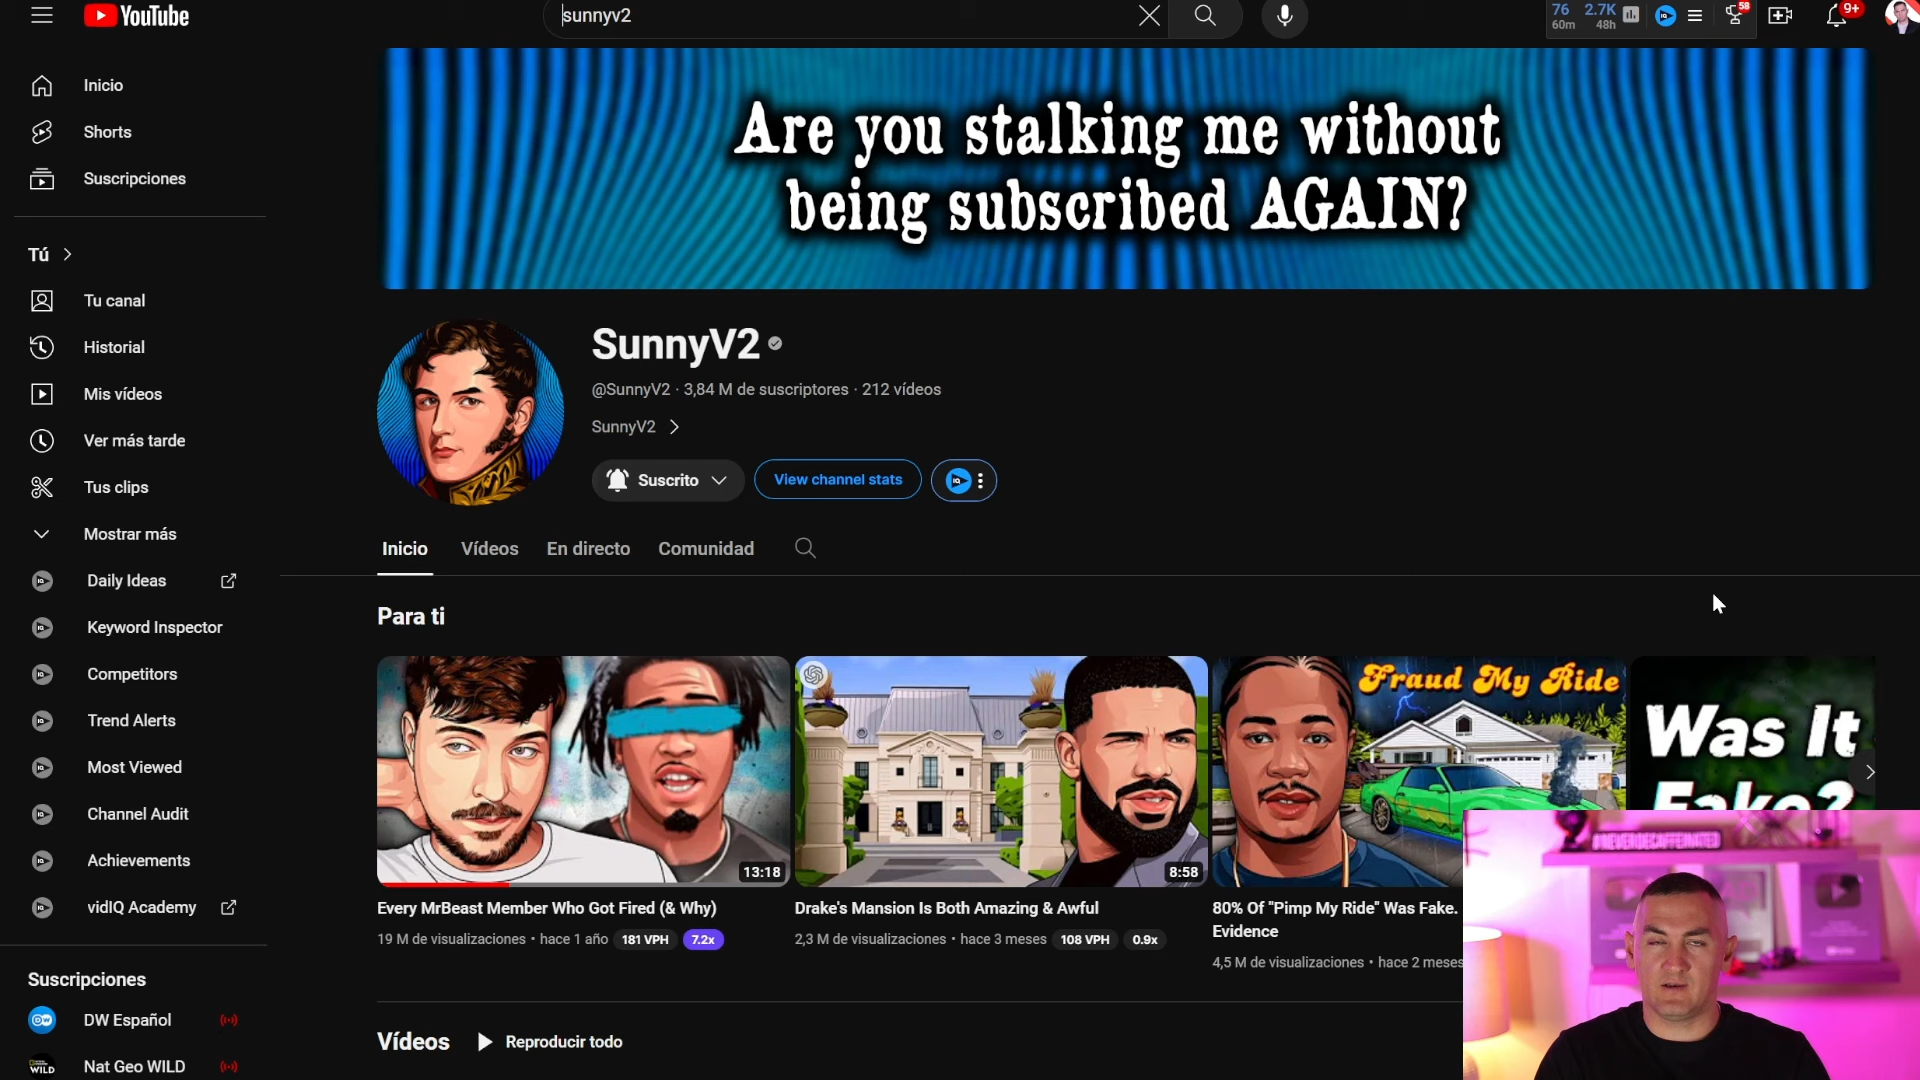 YouTube
sunnyv2
76
60m
2.7K
48h
58
9+
Inicio
Shorts
Suscripciones
Tú
Tu canal
Historial
Mis vídeos
Ver más tarde
Tus clips
Mostrar más
Daily Ideas
Keyword Inspector
Competitors
Trend Alerts
Most Viewed
Channel Audit
Achievements
vidIQ Academy
Suscripciones
DW Español
Nat Geo WILD
Are you stalking me without
being subscribed AGAIN?
SunnyV2
@SunnyV2 · 3,84 M de suscriptores · 212 vídeos
SunnyV2
Suscrito
View channel stats
Inicio
Vídeos
En directo
Comunidad
Para ti
13:18
Every MrBeast Member Who Got Fired (& Why)
19 M de visualizaciones • hace 1 año 181 VPH 7.2x
8:58
Drake's Mansion Is Both Amazing & Awful
2,3 M de visualizaciones • hace 3 meses 108 VPH 0.9x
Fraud My Ride
80% Of "Pimp My Ride" Was Fake.
Evidence
4,5 M de visualizaciones • hace 2 meses
Was It
Fake?
#NEVERDECAFFEINATED
Vídeos
Reproducir todo